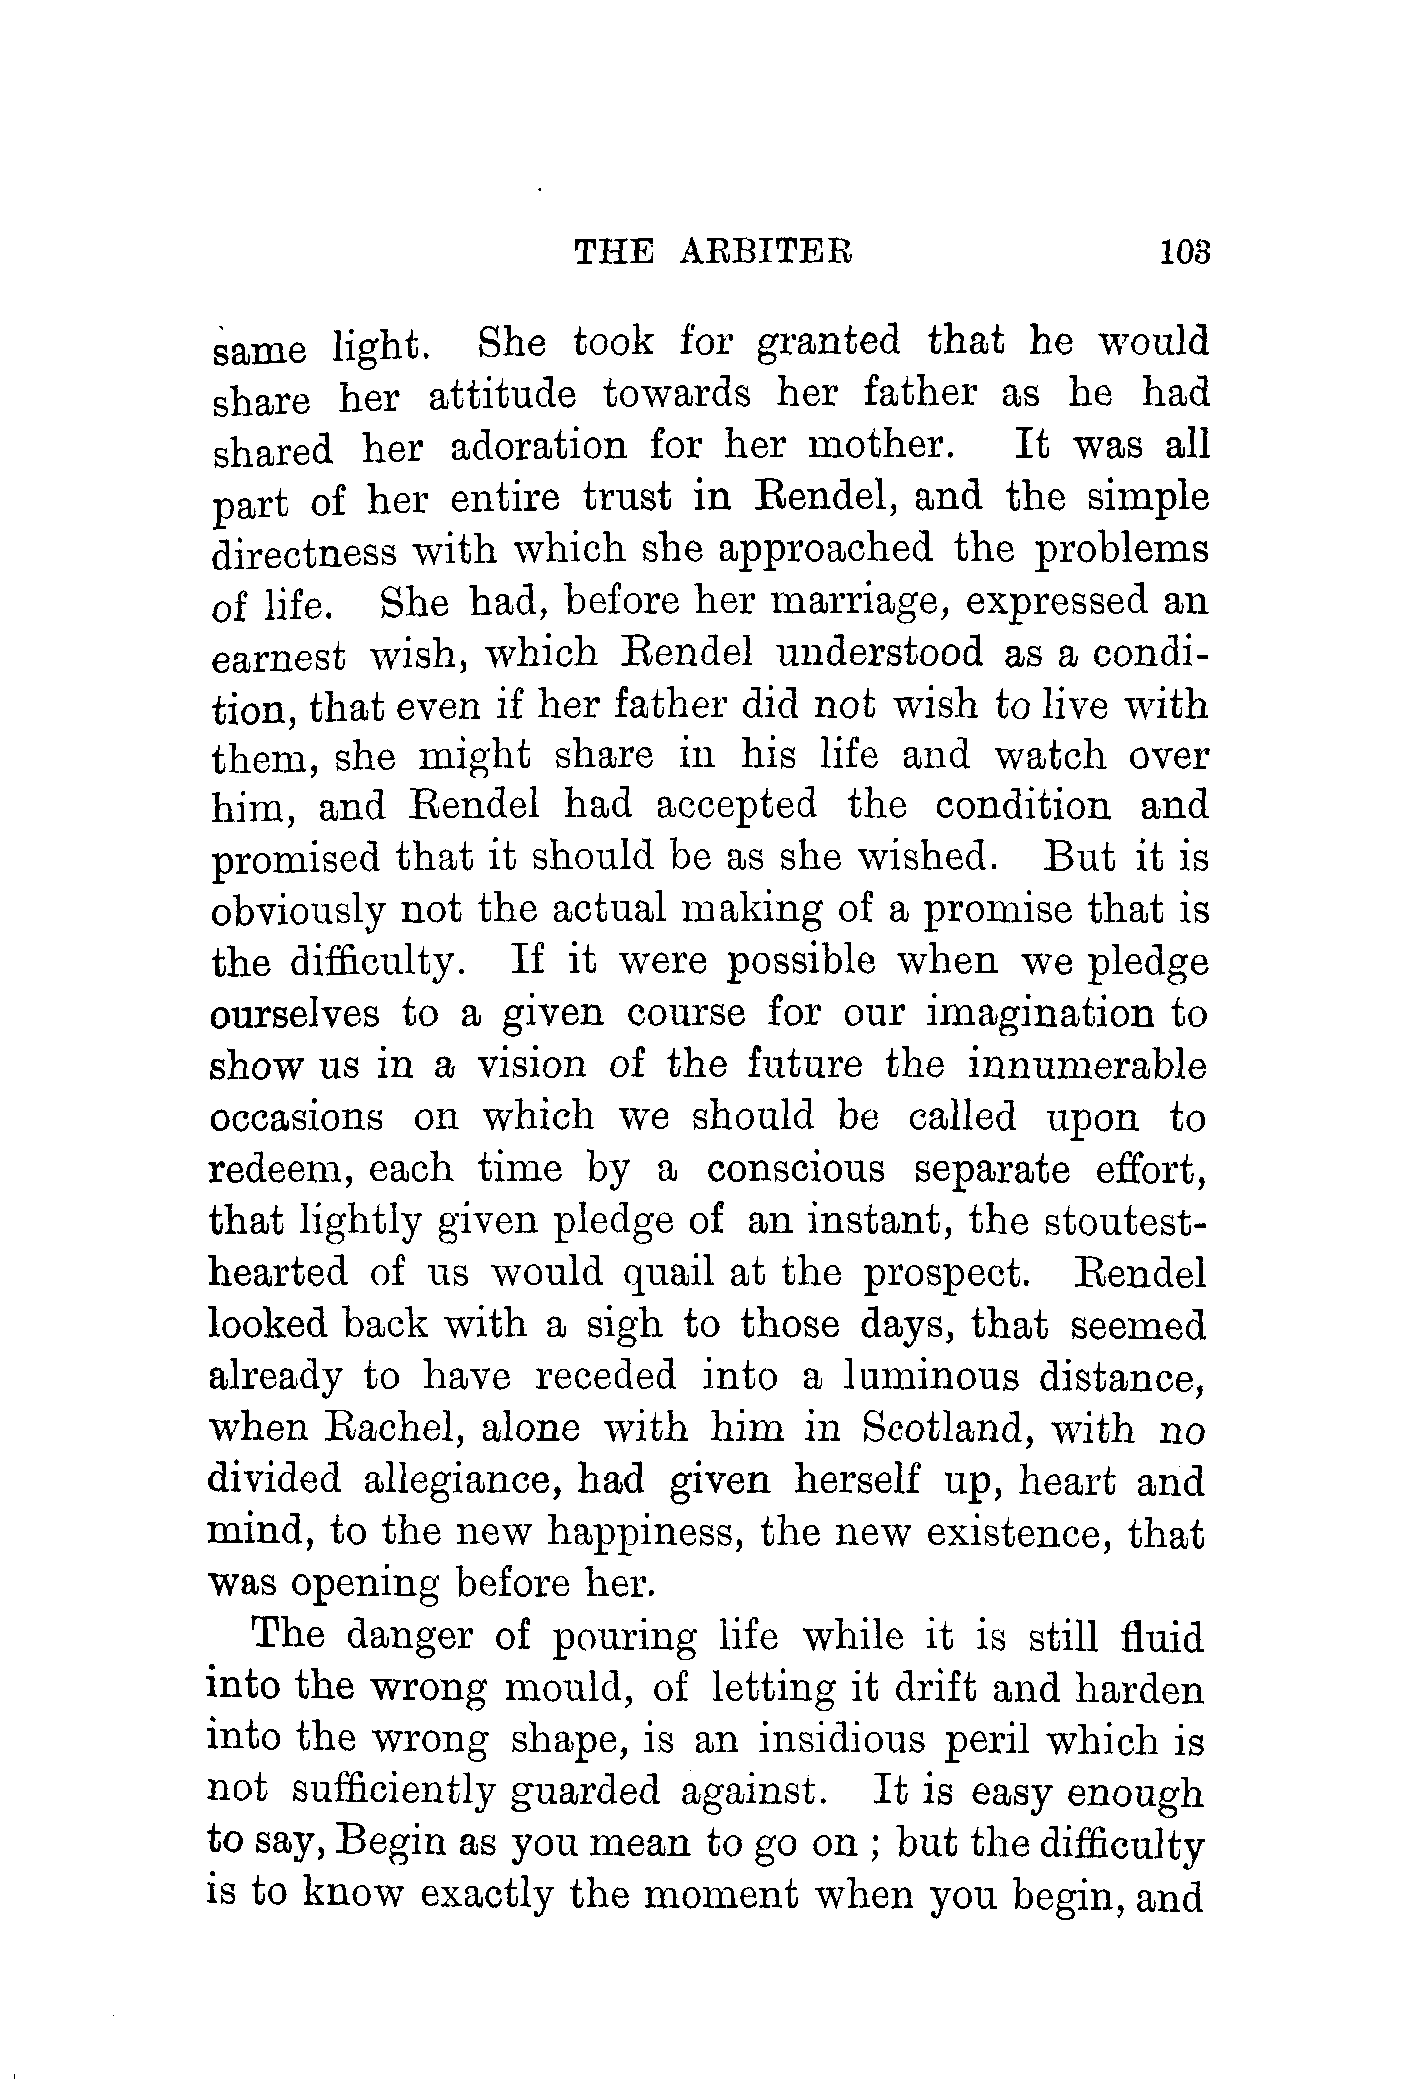 THE ARBITER 103
same light. She took for granted that he would
share her attitude towards her father as he had
shared her adoration for her mother. It was all
part of her entire trust in Rendel, and the simple
directness with which she approached the problems
of life. She had, before her marriage, expressed an
earnest wish, which Rendel understood as a condi-
tion, that even if her father did not wish to live with
them, she might share in his life and watch over
him, and Rendel had accepted the condition and
promised that it should be as she wished. But it is
obviously not the actual making of a promise that is
the difficulty. If it were possible when we pledge
ourselves to a given course for our imagination to
show us in a vision of the future the innumerable
occasions on which we should be called upon to
redeem, each time by a conscious separate effort,
that lightly given pledge of an instant, the stoutest-
hearted of us would quail at the prospect. Rendel
looked back with a sigh to those days, that seemed
already to have receded into a luminous distance,
when Rachel, alone with him in Scotland, with no
divided allegiance, had given herself up, heart and
mind, to the new happiness, the new existence, that
was opening before her.
The danger of pouring life while it is still fluid
into the wrong mould, of letting it drift and harden
into the wrong shape, is an insidious peril which is
not sufficiently guarded against. It is easy enough
to say, Begin as you mean to go on ; but the difficulty
is to know exactly the moment when you begin, and